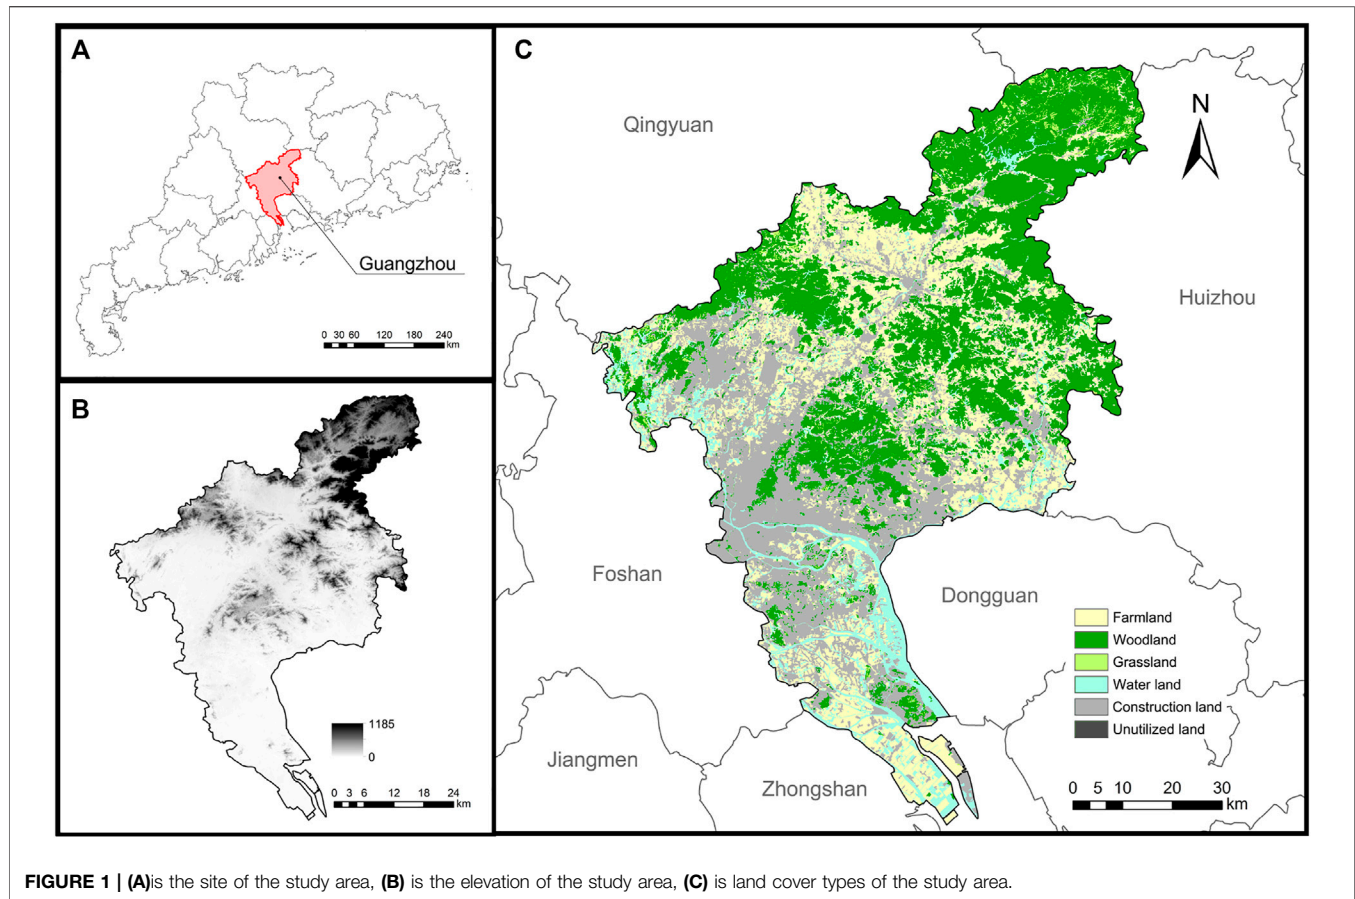 A
Guangzhou
0 30 60 120 180 240
km
B
1185
0
0 3 6 12 18 24
km
C
N
Qingyuan
Huizhou
Foshan
Dongguan
Jiangmen
Zhongshan
Farmland
Woodland
Grassland
Water land
Construction land
Unutilized land
0 5 10 20 30
km
FIGURE 1 | (A)is the site of the study area, (B) is the elevation of the study area, (C) is land cover types of the study area.